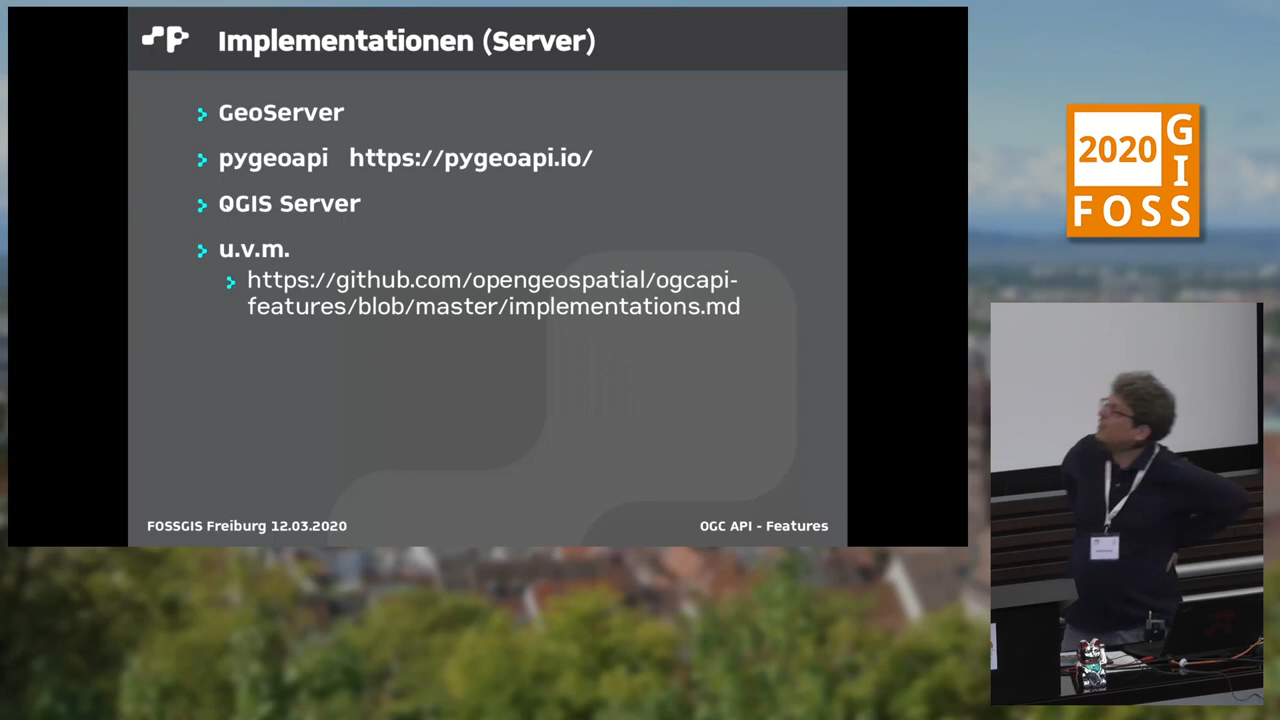 Implementationen (Server)
GeoServer
pygeoapi https://pygeoapi.io/
QGIS Server
u.v.m.
https://github.com/opengeospatial/ogcapi-
features/blob/master/implementations.md
FOSSGIS Freiburg 12.03.2020
OGC API - Features
2020
GIS
FOSS